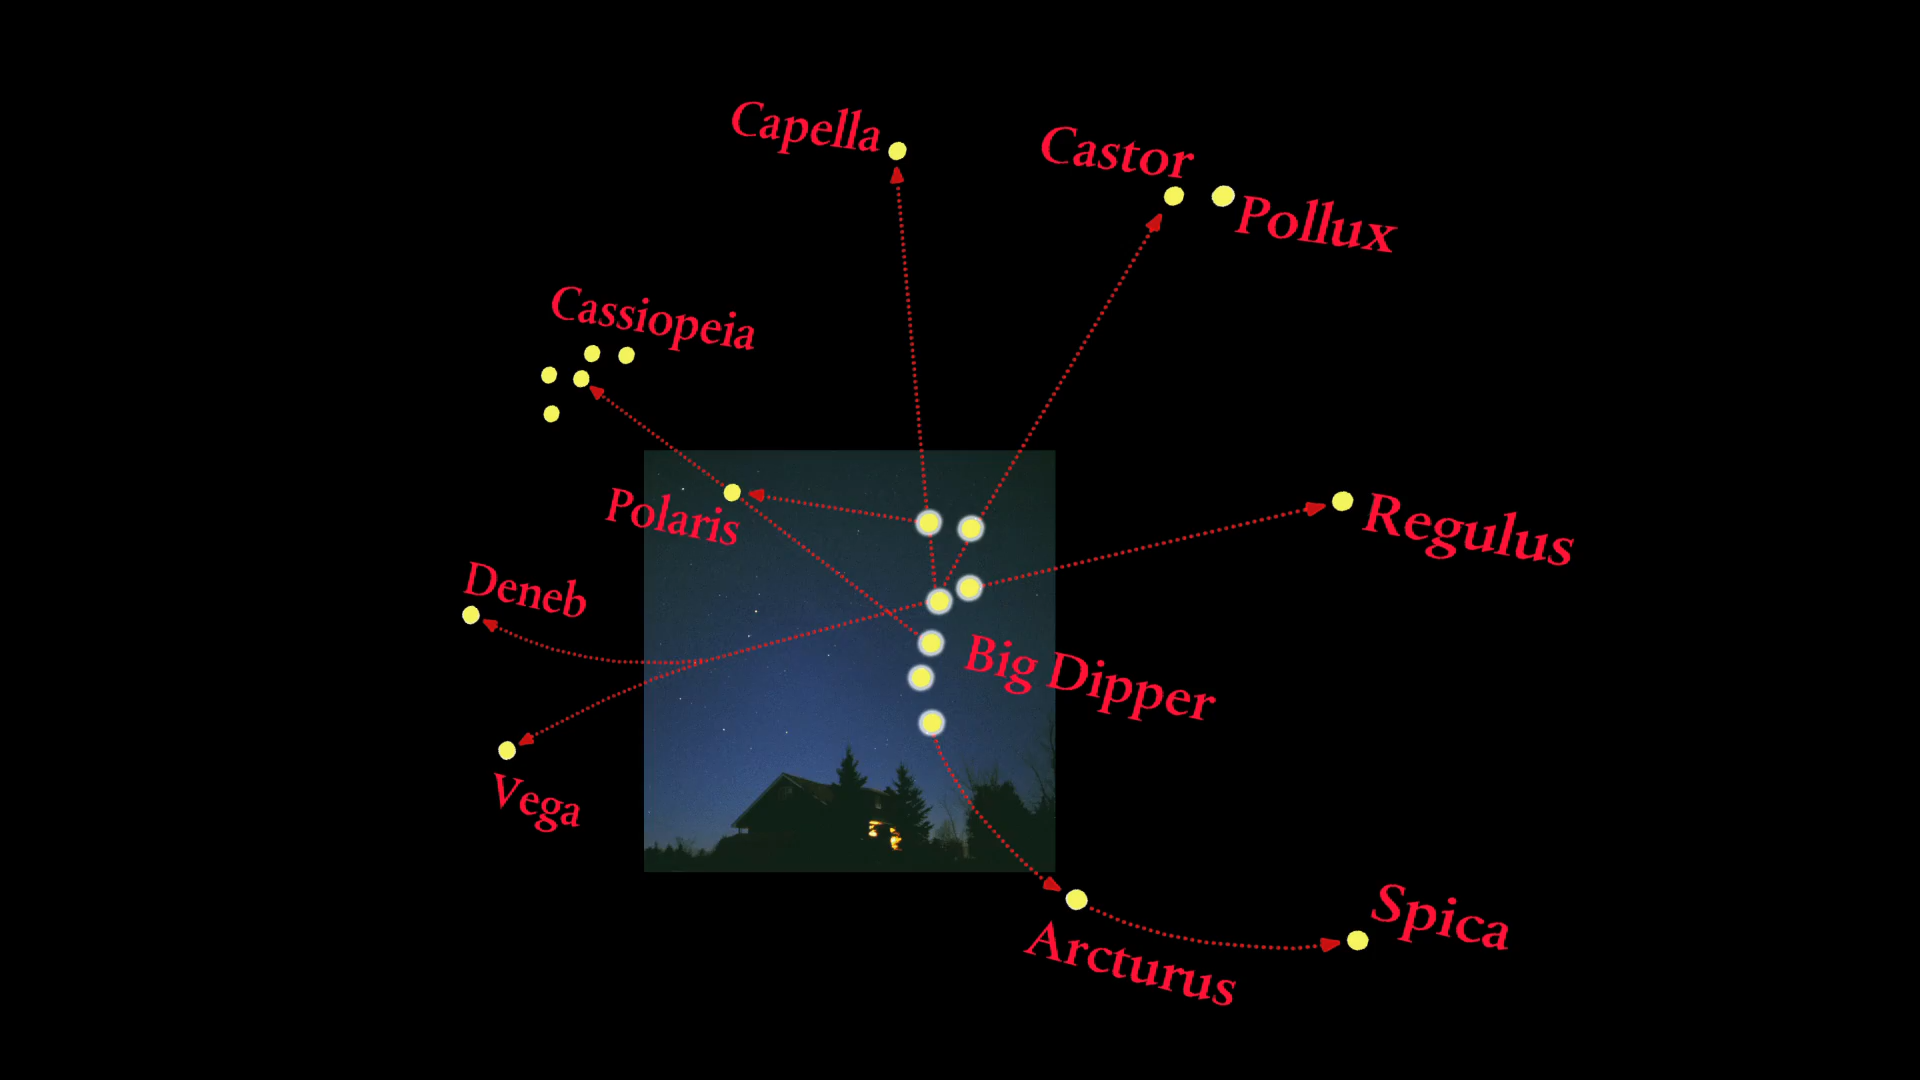 Capella
Castor
Pollux
Cassiopeia
Polaris
Regulus
Deneb
Big Dipper
Vega
Spica
Arcturus